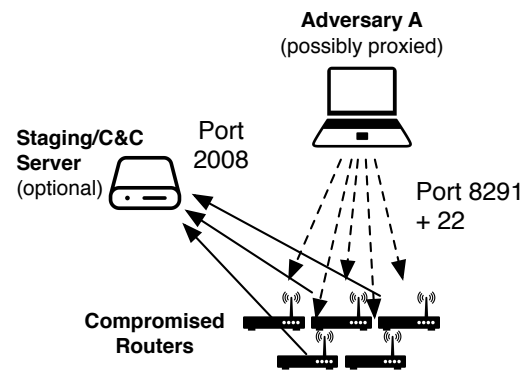 Adversary A
(possibly proxied)
Staging/C&C
Server
(optional)
Port
2008
Port 8291
+ 22
Compromised
Routers